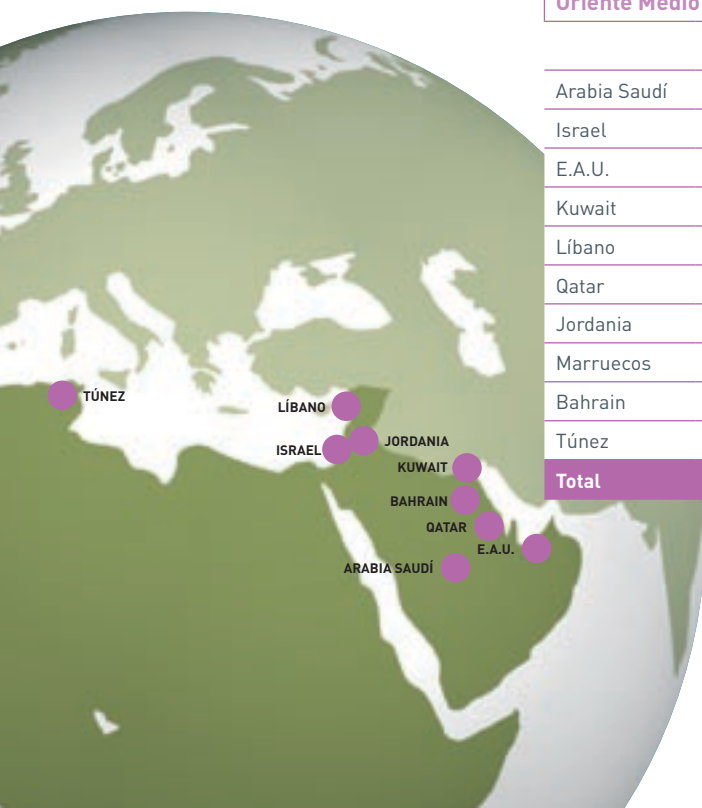 Oriente Medio
Arabia Saudí
Israel
E.A.U.
Kuwait
Líbano
Qatar
Jordania
Marruecos
Bahrain
Túnez
Total
TÚNEZ
LÍBANO
ISRAEL
JORDANIA
KUWAIT
BAHRAIN
QATAR
E.A.U.
ARABIA SAUDÍ